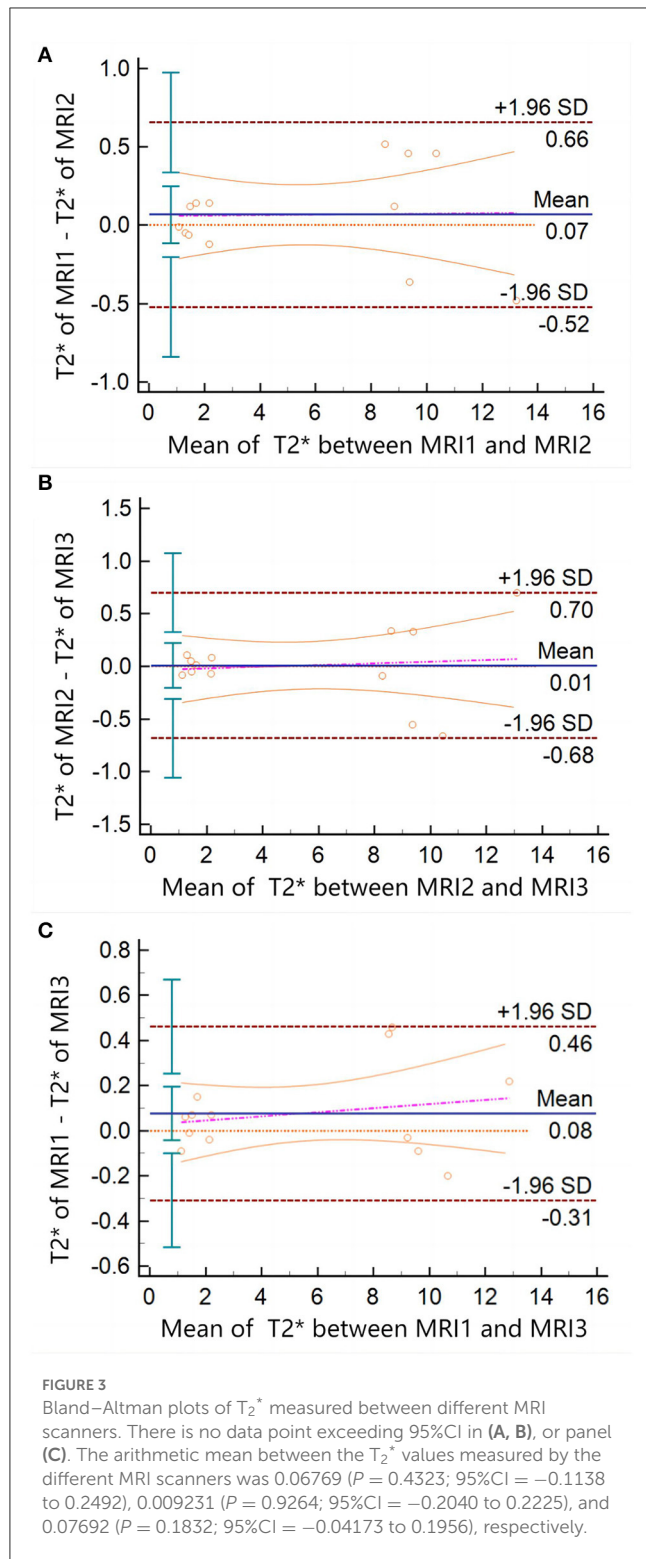 A
T2* of MRI1 - T2* of MRI2
1.0
0.5
0.0
-0.5
-1.0
+1.96 SD
0.66
Mean
0.07
-1.96 SD
-0.52
0 2 4 6 8 10 12 14 16
Mean of T2* between MRI1 and MRI2
B
T2* of MRI2 - T2* of MRI3
1.5
1.0
0.5
0.0
-0.5
-1.0
-1.5
+1.96 SD
0.70
Mean
0.01
-1.96 SD
-0.68
0 2 4 6 8 10 12 14 16
Mean of T2* between MRI2 and MRI3
C
T2* of MRI1 - T2* of MRI3
0.8
0.6
0.4
0.2
0.0
-0.2
-0.4
-0.6
+1.96 SD
0.46
Mean
0.08
-1.96 SD
-0.31
0 2 4 6 8 10 12 14 16
Mean of T2* between MRI1 and MRI3
FIGURE 3
Bland–Altman plots of T₂* measured between different MRI
scanners. There is no data point exceeding 95%CI in (A, B), or panel
(C). The arithmetic mean between the T₂* values measured by the
different MRI scanners was 0.06769 (P = 0.4323; 95%CI = −0.1138
to 0.2492), 0.009231 (P = 0.9264; 95%CI = −0.2040 to 0.2225), and
0.07692 (P = 0.1832; 95%CI = −0.04173 to 0.1956), respectively.